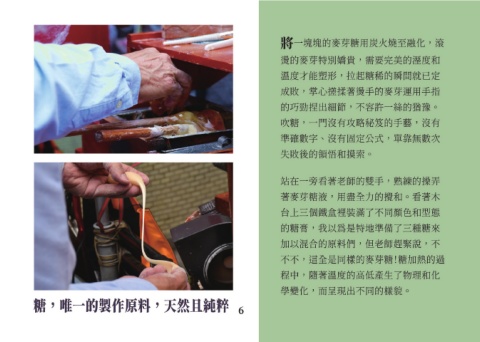 糖，唯一的製作原料，天然且純粹
6
將一塊塊的麥芽糖用炭火燒至融化，滾
燙的麥芽特別嬌貴，需要完美的溼度和
溫度才能塑形，拉起糖稀的瞬間就已定
成敗，掌心搓揉著燙手的麥芽運用手指
的巧勁捏出細節，不容許一絲的猶豫。
吹糖，一門沒有攻略秘笈的手藝，沒有
準確數字、沒有固定公式，單靠無數次
失敗後的領悟和摸索。
站在一旁看著老師的雙手，熟練的操弄
著麥芽糖液，用盡全力的攪和。看著木
台上三個鐵盒裡裝滿了不同顏色和型態
的糖膏，我以爲是特地準備了三種糖來
加以混合的原料們，但老師趕緊說，不
不不，這全是同樣的麥芽糖!糖加熱的過
程中，隨著溫度的高低產生了物理和化
學變化，而呈現出不同的樣貌。